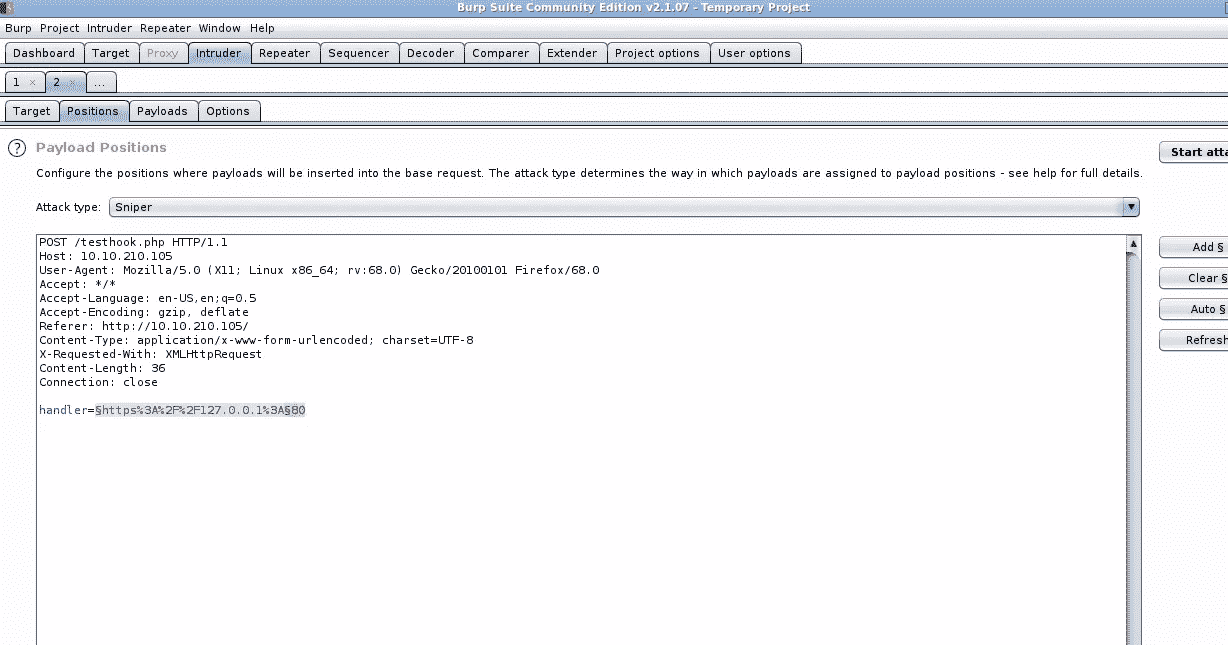 Burp Suite Community Edition v2.1.07 - Temporary Project
Burp Project Intruder Repeater Window Help
Dashboard Target Proxy Intruder Repeater Sequencer Decoder Comparer Extender Project options User options
1 × 2 × ...
Target Positions Payloads Options
? Payload Positions
Start atta
Configure the positions where payloads will be inserted into the base request. The attack type determines the way in which payloads are assigned to payload positions - see help for full details.
Attack type: Sniper
POST /testhook.php HTTP/1.1
Host: 10.10.210.105
User-Agent: Mozilla/5.0 (X11; Linux x86_64; rv:68.0) Gecko/20100101 Firefox/68.0
Accept: */*
Accept-Language: en-US,en;q=0.5
Accept-Encoding: gzip, deflate
Referer: http://10.10.210.105/
Content-Type: application/x-www-form-urlencoded; charset=UTF-8
X-Requested-With: XMLHttpRequest
Content-Length: 36
Connection: close
handler=§https%3A%2F%2F127.0.0.1%3A§80
Add §
Clear §
Auto §
Refresh